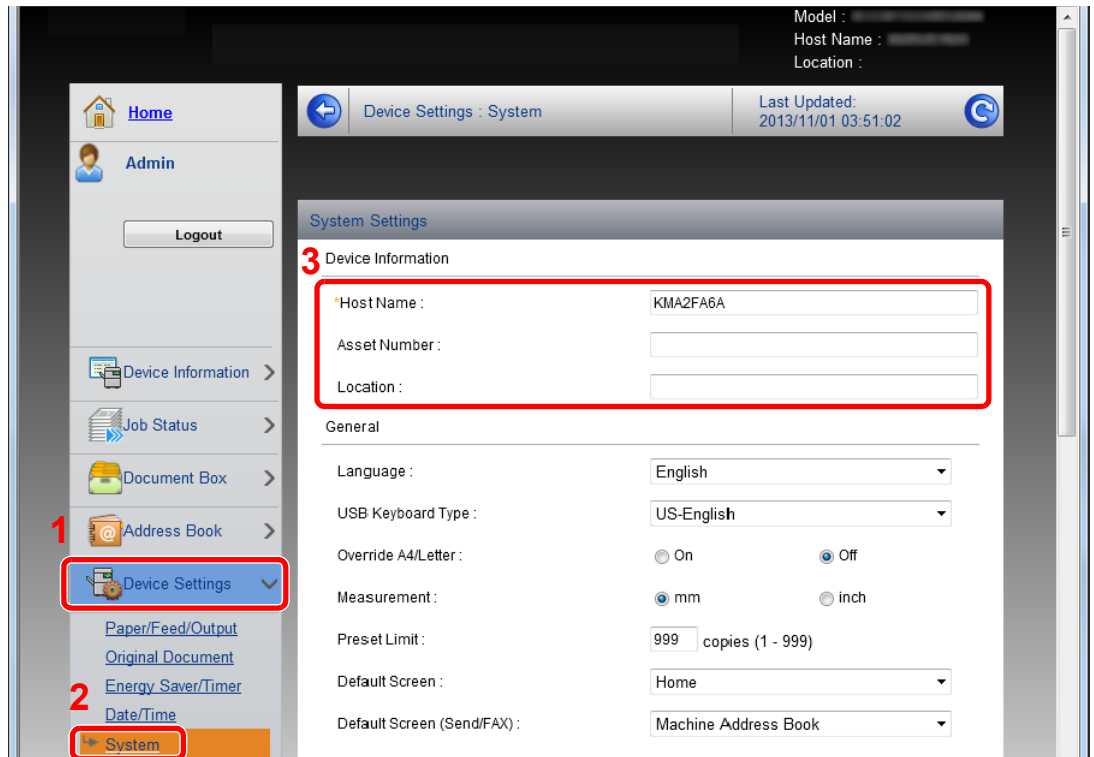 Model :
Host Name :
Location :
Home
Device Settings : System
Last Updated:
2013/11/01 03:51:02
Admin
Logout
System Settings
3
Device Information
*Host Name : KMA2FA6A
Asset Number :
Location :
Device Information
Job Status
General
Document Box
Language : English
USB Keyboard Type : US-English
1
Address Book
Override A4/Letter : On Off
Device Settings
Measurement : mm inch
Paper/Feed/Output
Preset Limit : 999 copies (1 - 999)
Original Document
Energy Saver/Timer
Default Screen : Home
2
Date/Time
Default Screen (Send/FAX) : Machine Address Book
System